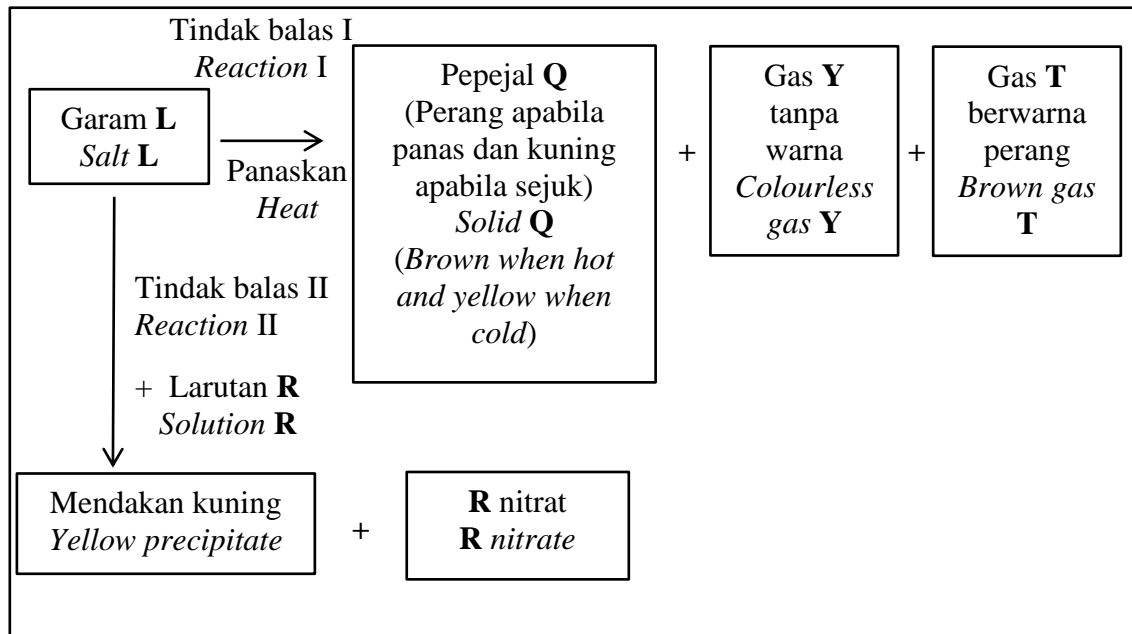 Tindak balas I
Reaction I
Garam L
Salt L
Panaskan
Heat
Pepejal Q
(Perang apabila
panas dan kuning
apabila sejuk)
Solid Q
(Brown when hot
and yellow when
cold)
+
Gas Y
tanpa
warna
Colourless
gas Y
+
Gas T
berwarna
perang
Brown gas
T
Tindak balas II
Reaction II
+ Larutan R
Solution R
Mendakan kuning
Yellow precipitate
+
R nitrat
R nitrate